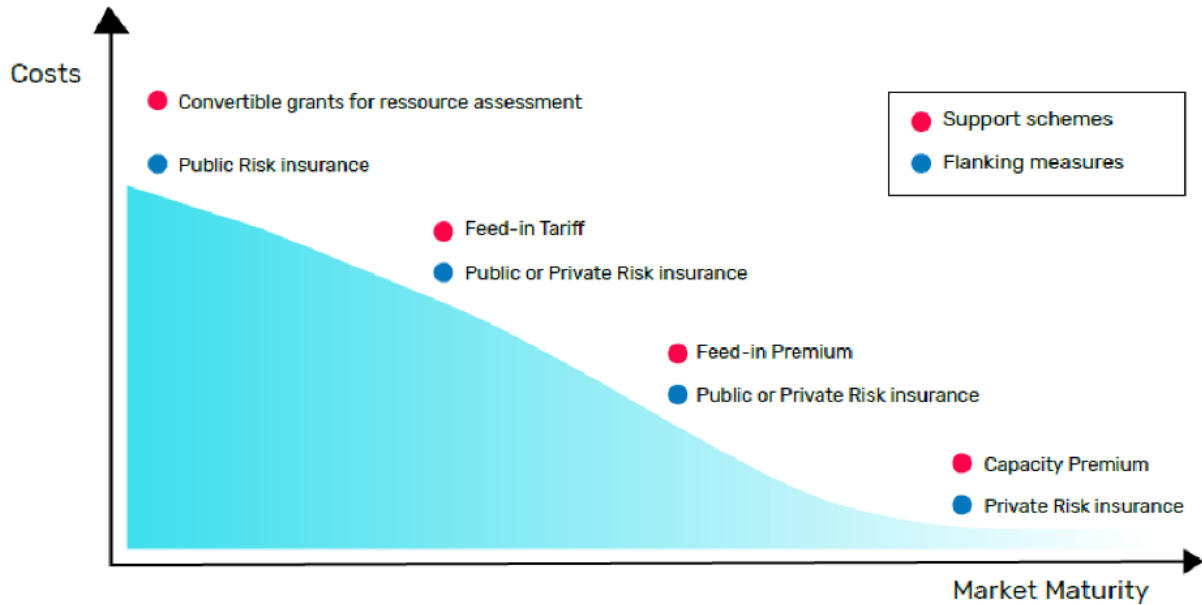 Costs
Convertible grants for ressource assessment
Public Risk insurance
Support schemes
Flanking measures
Feed-in Tariff
Public or Private Risk insurance
Feed-in Premium
Public or Private Risk insurance
Capacity Premium
Private Risk insurance
Market Maturity